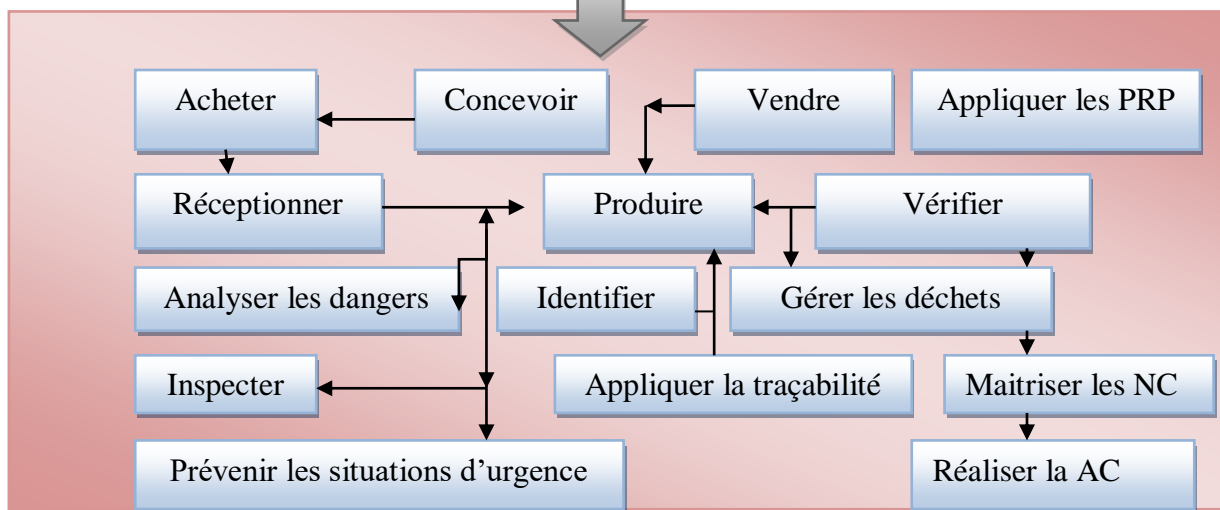 Acheter
Concevoir
Vendre
Appliquer les PRP
Réceptionner
Produire
Vérifier
Analyser les dangers
Identifier
Gérer les déchets
Inspecter
Appliquer la traçabilité
Maitriser les NC
Prévenir les situations d’urgence
Réaliser la AC